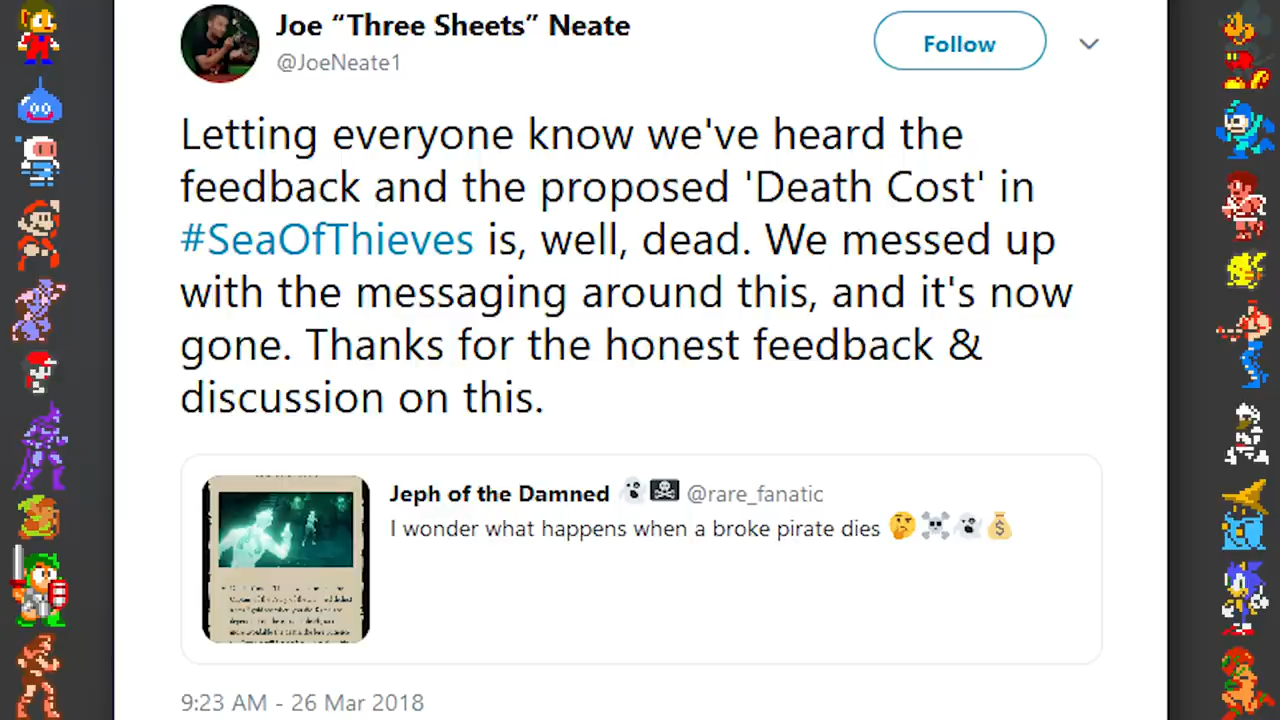 Joe “Three Sheets” Neate
@JoeNeate1
Follow
Letting everyone know we've heard the
feedback and the proposed 'Death Cost' in
#SeaOfThieves is, well, dead. We messed up
with the messaging around this, and it's now
gone. Thanks for the honest feedback &
discussion on this.
Jeph of the Damned 👻🏴‍☠️ @rare_fanatic
I wonder what happens when a broke pirate dies 🤔☠️👻💰
9:23 AM - 26 Mar 2018